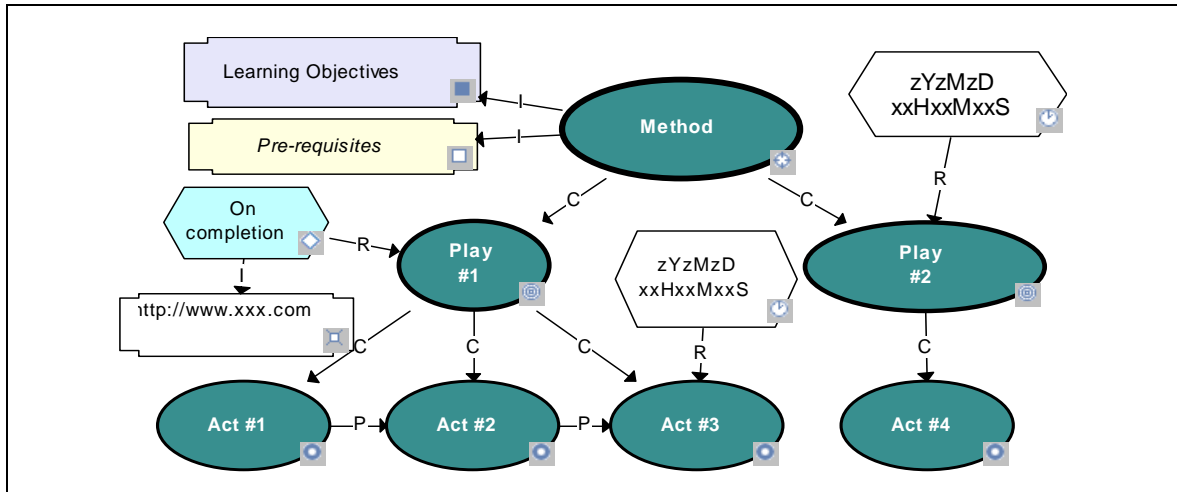 Learning Objectives
I
Method
zYzMzD
xxHxxMxxS
Pre-requisites
I
R
C
C
On
completion
R
I
Play
#1
zYzMzD
xxHxxMxxS
Play
#2
http://www.xxx.com
C
C
C
R
C
Act #1
P
Act #2
P
Act #3
Act #4